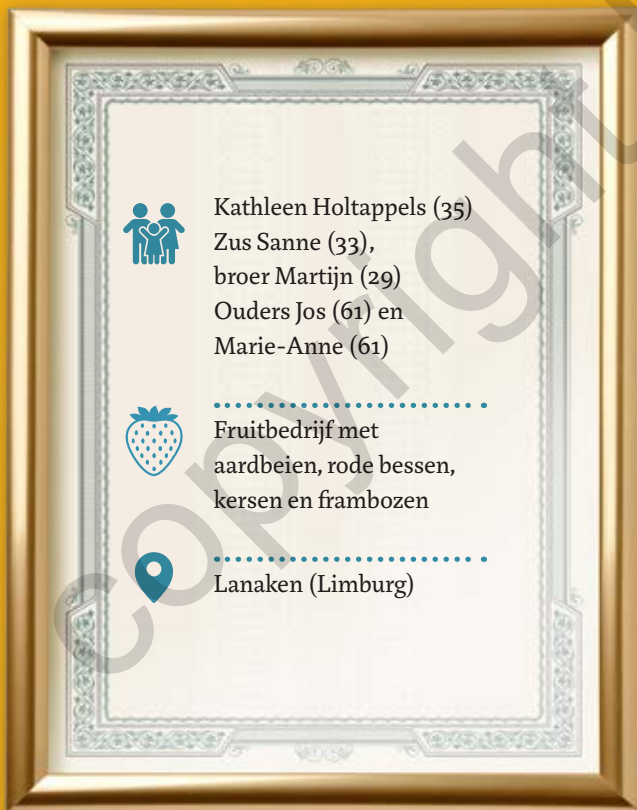 Kathleen Holtappels (35)
Zus Sanne (33),
broer Martijn (29)
Ouders Jos (61) en
Marie-Anne (61)
Fruitbedrijf met
aardbeien, rode bessen,
kersen en frambozen
Lanaken (Limburg)
copyright